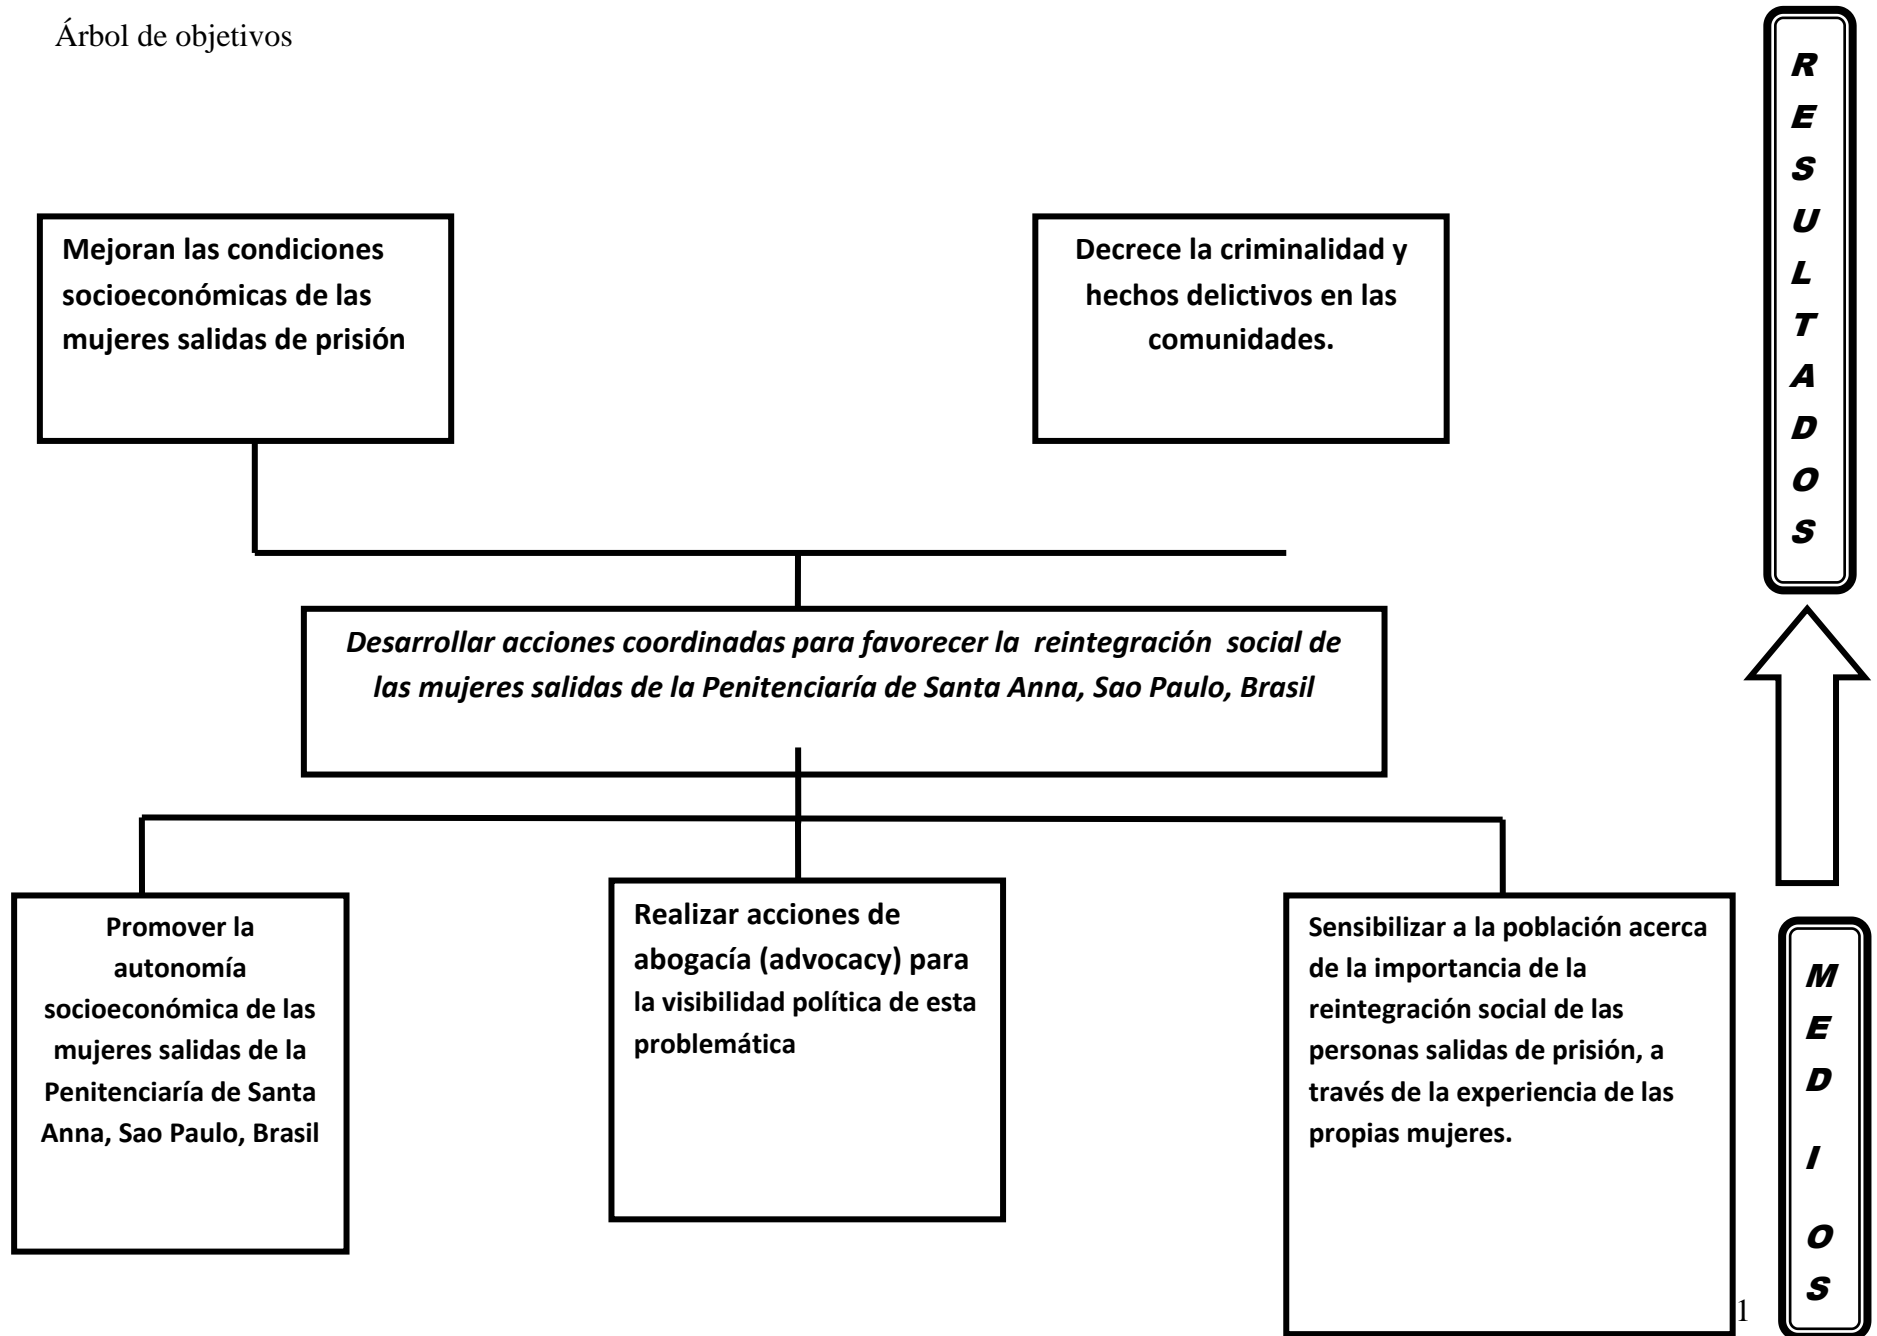 Árbol de objetivos
R
E
S
U
L
T
A
D
O
S
Mejoran las condiciones
socioeconómicas de las
mujeres salidas de prisión
Decrece la criminalidad y
hechos delictivos en las
comunidades.
Desarrollar acciones coordinadas para favorecer la reintegración social de
las mujeres salidas de la Penitenciaría de Santa Anna, Sao Paulo, Brasil
Promover la
autonomía
socioeconómica de las
mujeres salidas de la
Penitenciaría de Santa
Anna, Sao Paulo, Brasil
Realizar acciones de
abogacía (advocacy) para
la visibilidad política de esta
problemática
Sensibilizar a la población acerca
de la importancia de la
reintegración social de las
personas salidas de prisión, a
través de la experiencia de las
propias mujeres.
M
E
D
I
O
S
1